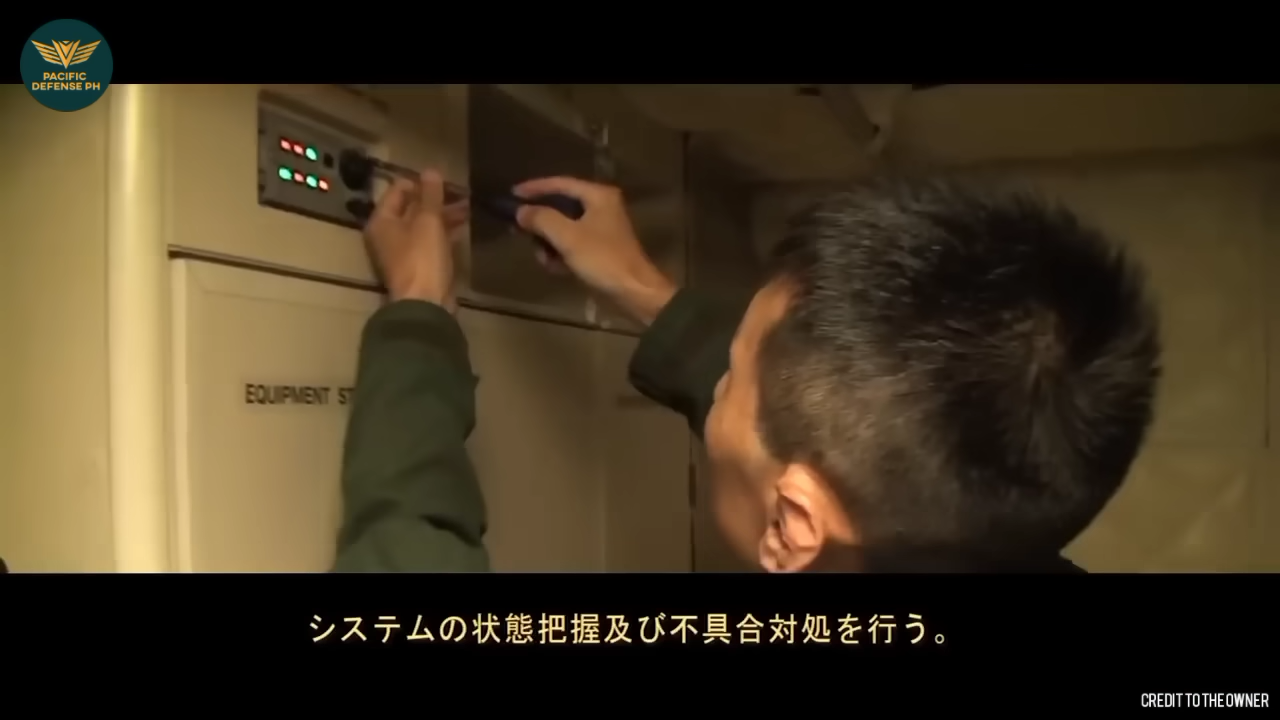 PACIFIC
DEFENSE PH
EQUIPMENT
システムの状態把握及び不具合対処を行う。
CREDIT TO THE OWNER